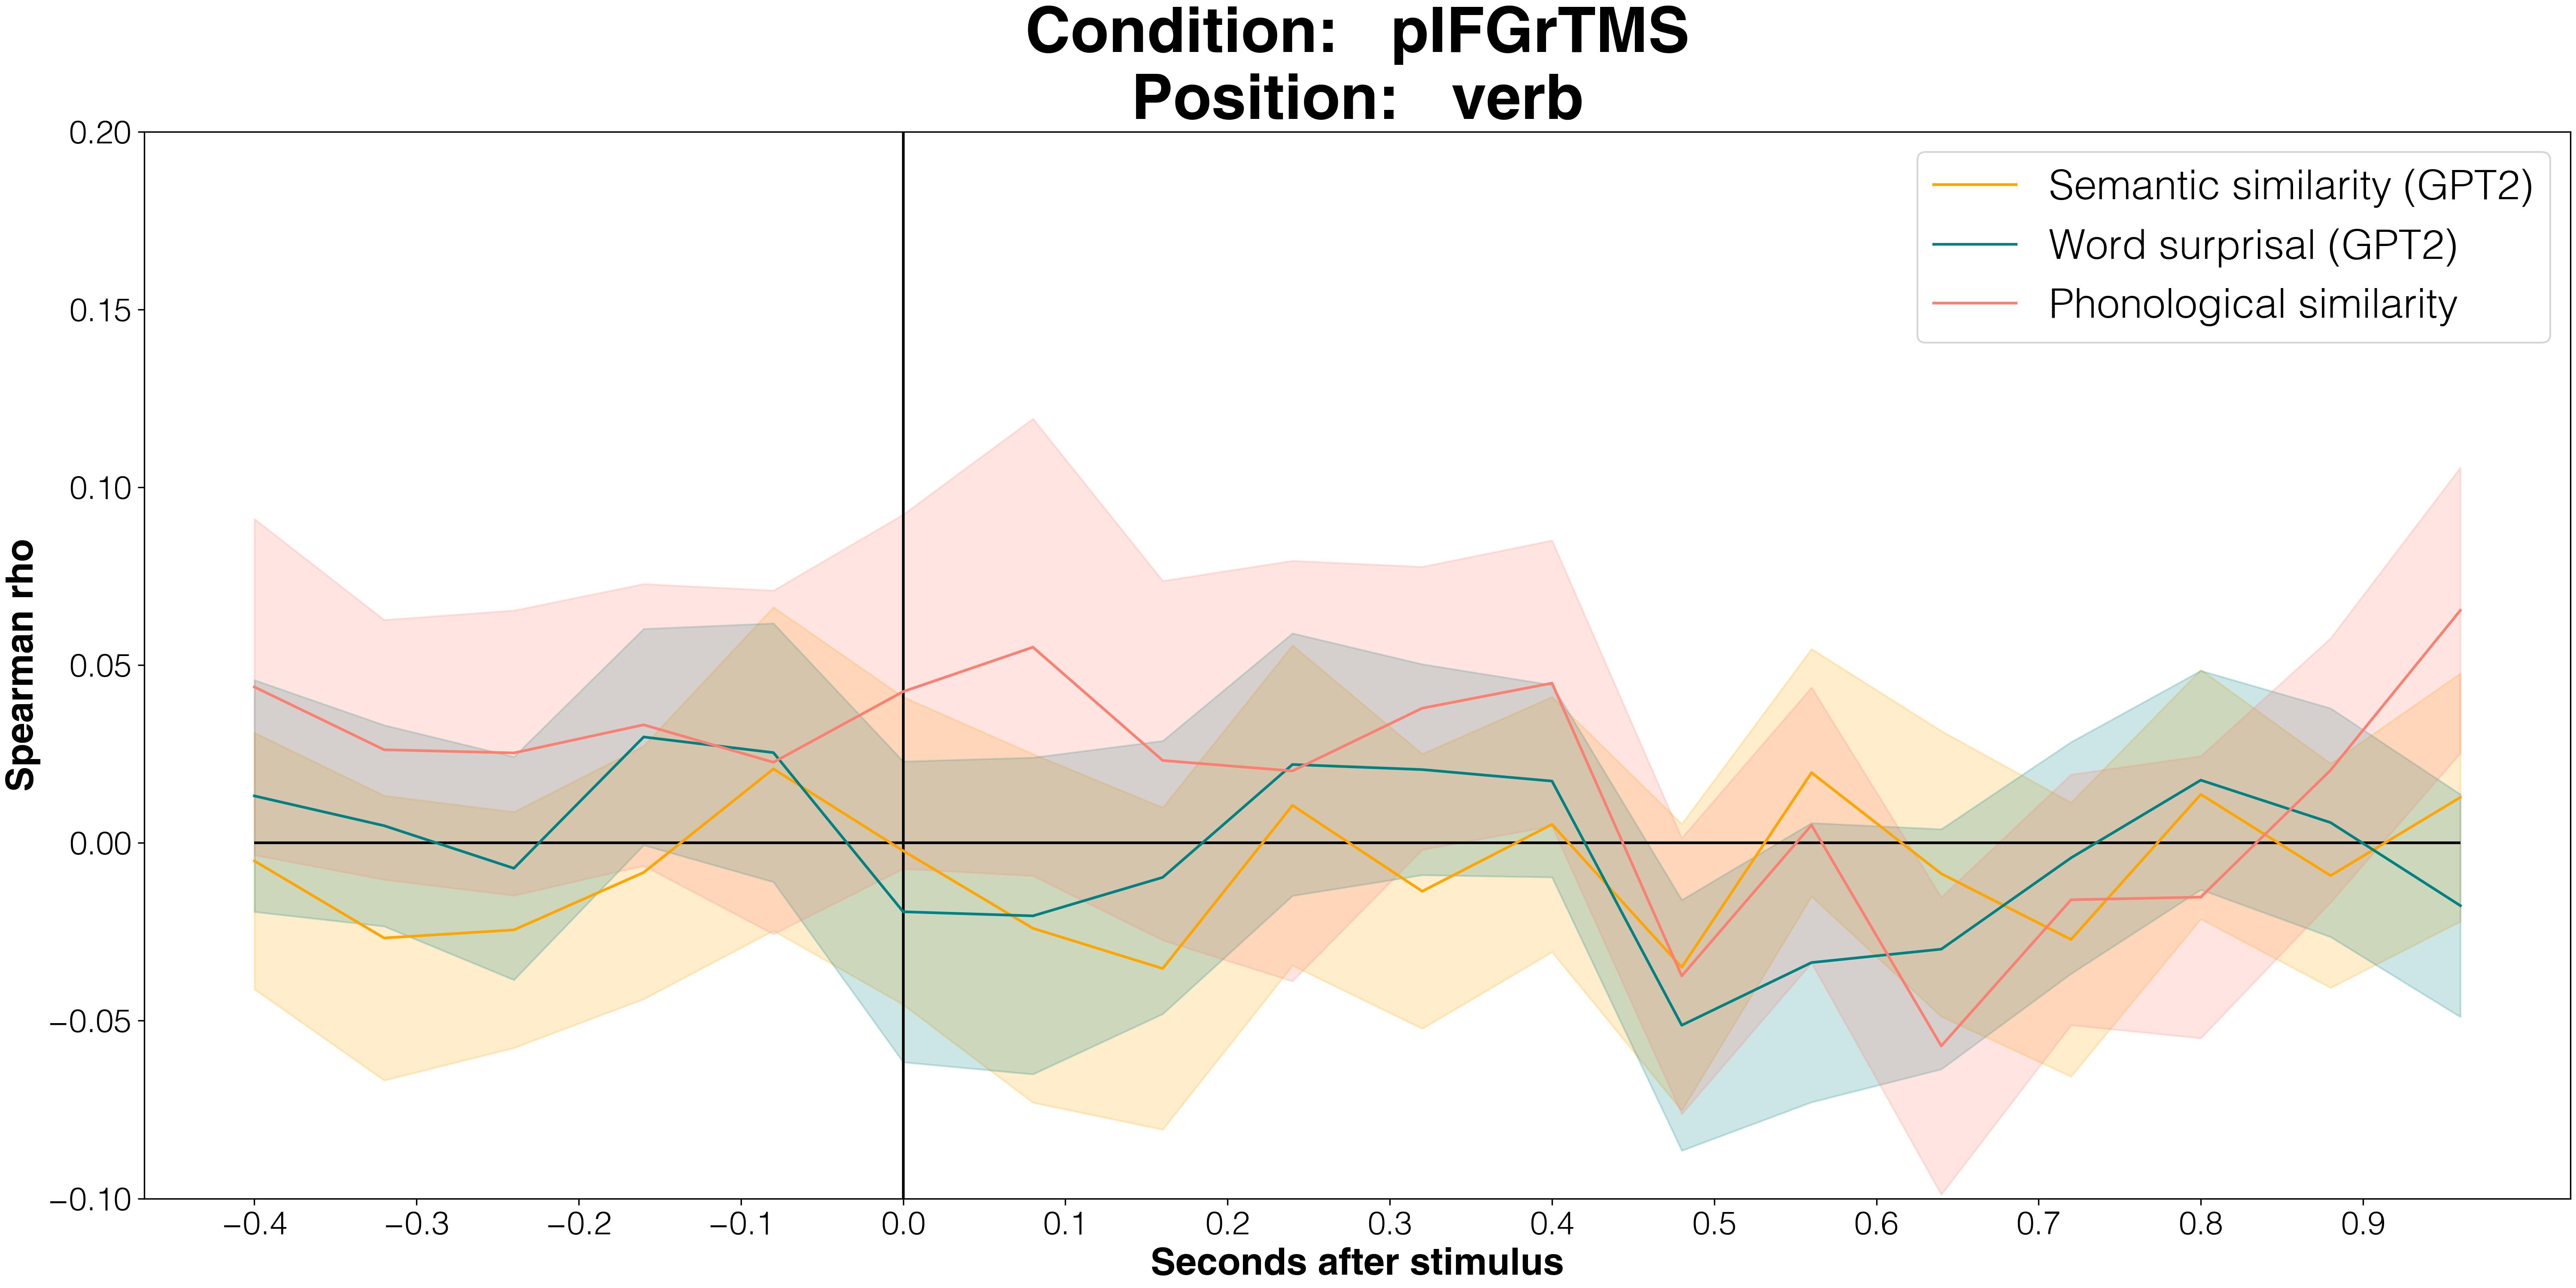 Condition: pIFGrTMS
Position: verb
0.20
0.15
0.10
0.05
0.00
−0.05
−0.10
Spearman rho
Semantic similarity (GPT2)
Word surprisal (GPT2)
Phonological similarity
−0.4 −0.3 −0.2 −0.1 0.0 0.1 0.2 0.3 0.4 0.5 0.6 0.7 0.8 0.9
Seconds after stimulus